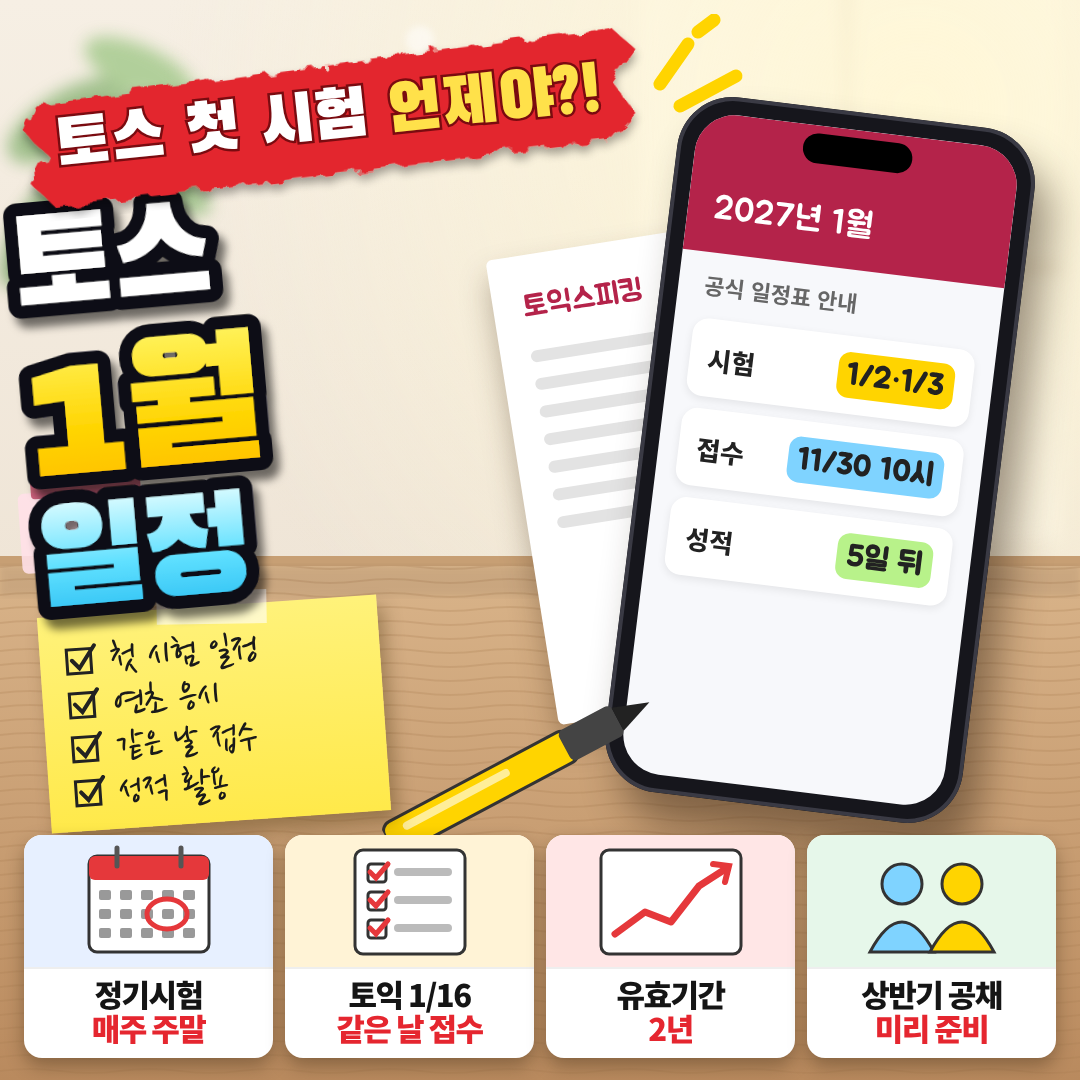 토스 첫 시험 언제야?!
토스
1월
일정
첫 시험 일정
연초 응시
같은 날 접수
성적 활용
토익스피킹
2027년 1월
공식 일정표 안내
시험 1/2·1/3
접수 11/30 10시
성적 5일 뒤
정기시험
매주 주말
토익 1/16
같은 날 접수
유효기간
2년
상반기 공채
미리 준비